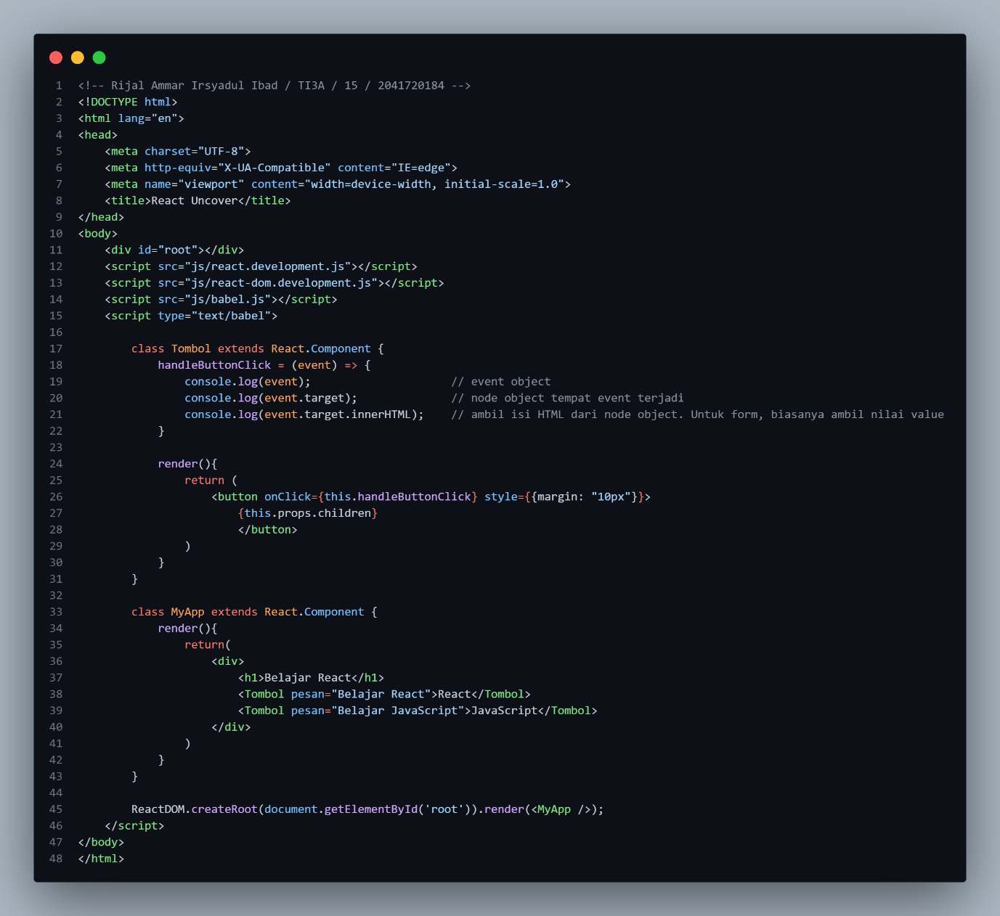 1 <!-- Rijal Ammar Irsyadul Ibad / TI3A / 15 / 2041720184 -->
2 <!DOCTYPE html>
3 <html lang="en">
4 <head>
5     <meta charset="UTF-8">
6     <meta http-equiv="X-UA-Compatible" content="IE=edge">
7     <meta name="viewport" content="width=device-width, initial-scale=1.0">
8     <title>React Uncover</title>
9 </head>
10 <body>
11     <div id="root"></div>
12     <script src="js/react.development.js"></script>
13     <script src="js/react-dom.development.js"></script>
14     <script src="js/babel.js"></script>
15     <script type="text/babel">
16
17         class Tombol extends React.Component {
18             handleButtonClick = (event) => {
19                 console.log(event);                     // event object
20                 console.log(event.target);              // node object tempat event terjadi
21                 console.log(event.target.innerHTML);    // ambil isi HTML dari node object. Untuk form, biasanya ambil nilai value
22             }
23
24             render(){
25                 return (
26                     <button onClick={this.handleButtonClick} style={{margin: "10px"}}>
27                         {this.props.children}
28                         </button>
29                 )
30             }
31         }
32
33         class MyApp extends React.Component {
34             render(){
35                 return(
36                     <div>
37                         <h1>Belajar React</h1>
38                         <Tombol pesan="Belajar React">React</Tombol>
39                         <Tombol pesan="Belajar JavaScript">JavaScript</Tombol>
40                     </div>
41                 )
42             }
43         }
44
45         ReactDOM.createRoot(document.getElementById('root')).render(<MyApp />);
46     </script>
47 </body>
48 </html>